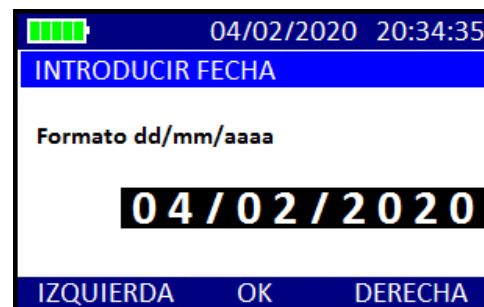 04/02/2020 20:34:35
INTRODUCIR FECHA
Formato dd/mm/aaaa
04/02/2020
IZQUIERDA OK DERECHA